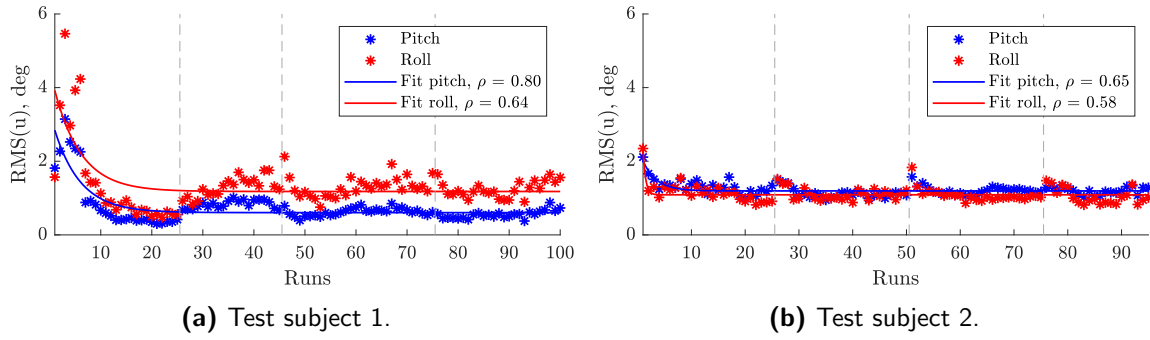 6
4
2
0
RMS(u), deg
10 20 30 40 50 60 70 80 90 100
Runs
Pitch
Roll
Fit pitch, ρ = 0.80
Fit roll, ρ = 0.64
(a) Test subject 1.
6
4
2
0
RMS(u), deg
10 20 30 40 50 60 70 80 90
Runs
Pitch
Roll
Fit pitch, ρ = 0.65
Fit roll, ρ = 0.58
(b) Test subject 2.